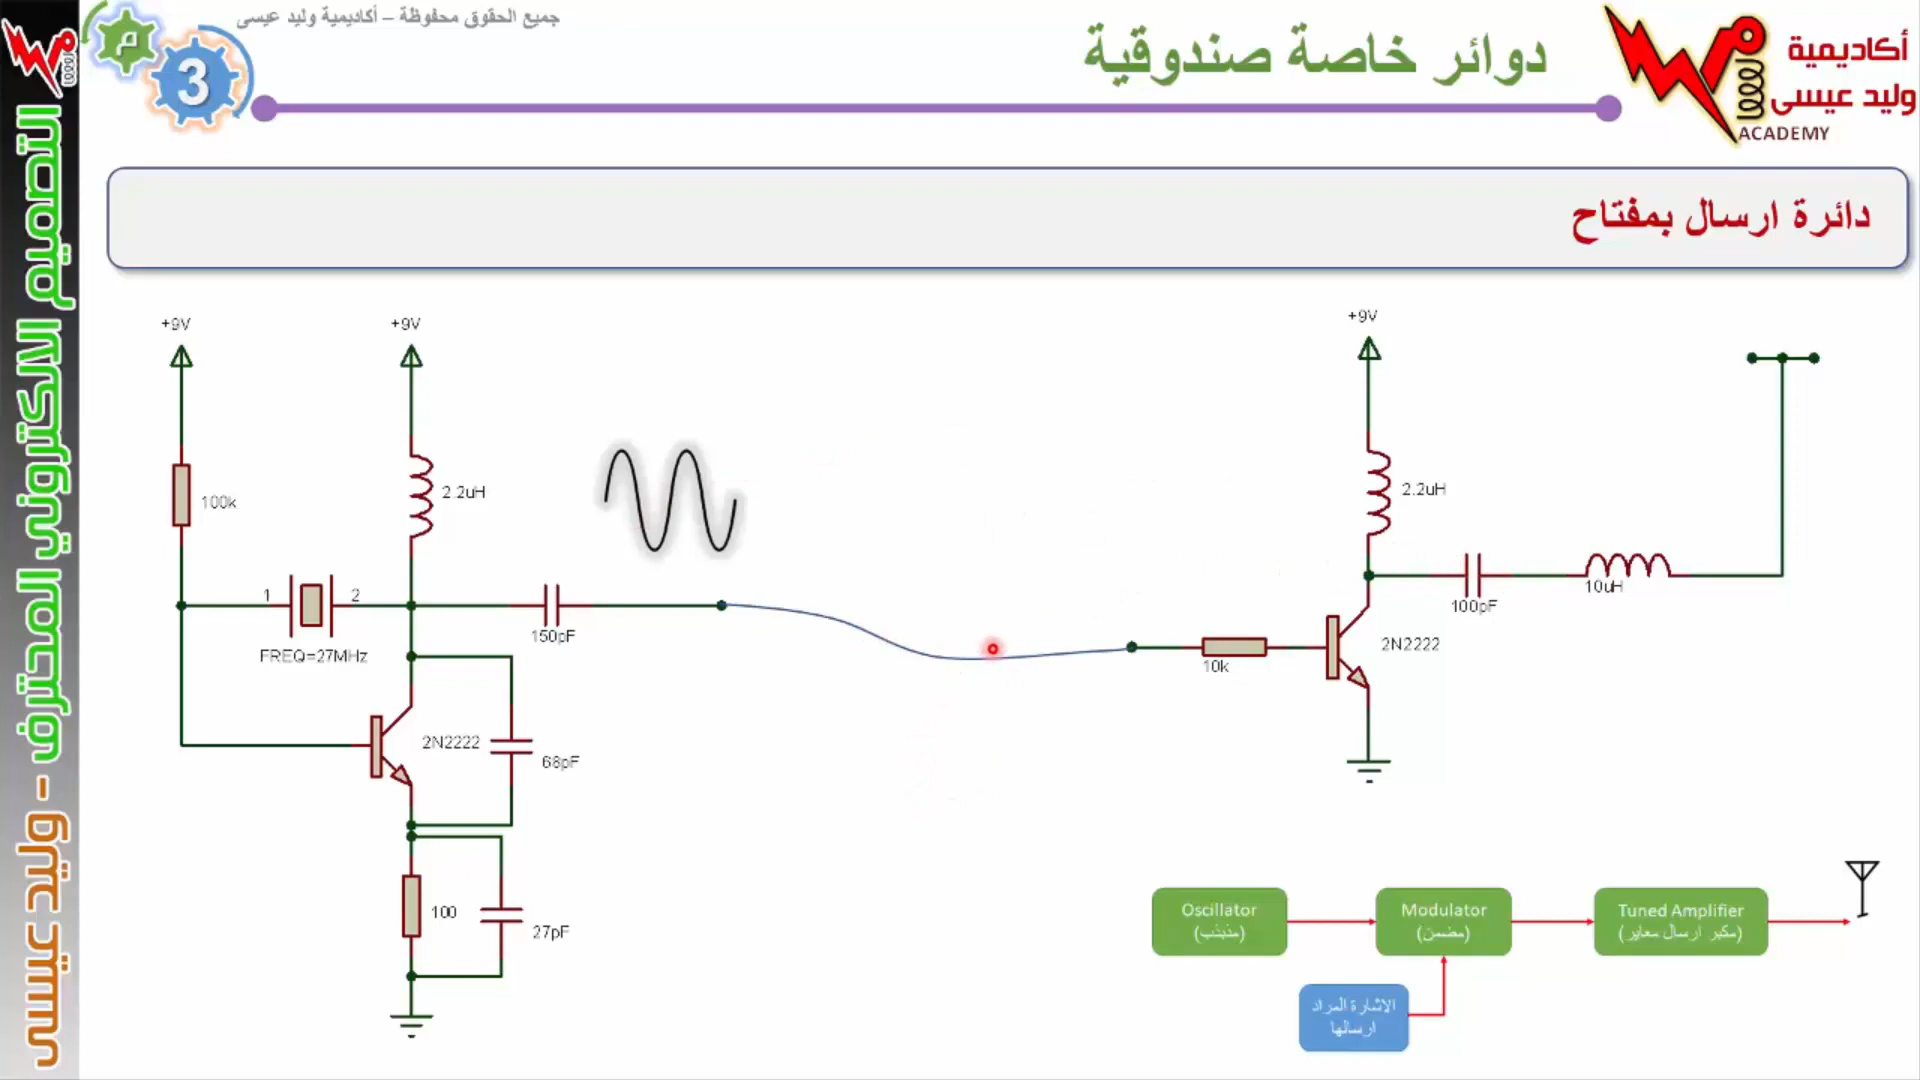 جميع الحقوق محفوظة – أكاديمية وليد عيسى
م
3
دوائر خاصة صندوقية
أكاديمية
وليد عيسى
ACADEMY
التصميم الالكتروني المحترف – وليد عيسى
دائرة ارسال بمفتاح
+9V
+9V
+9V
100k
2.2uH
2.2uH
1
2
FREQ=27MHz
150pF
100pF
10uH
2N2222
68pF
10k
2N2222
100
27pF
Oscillator
(مذبذب)
Modulator
(مضمن)
Tuned Amplifier
(مكبر ارسال معاير)
الاشارة المراد
ارسالها